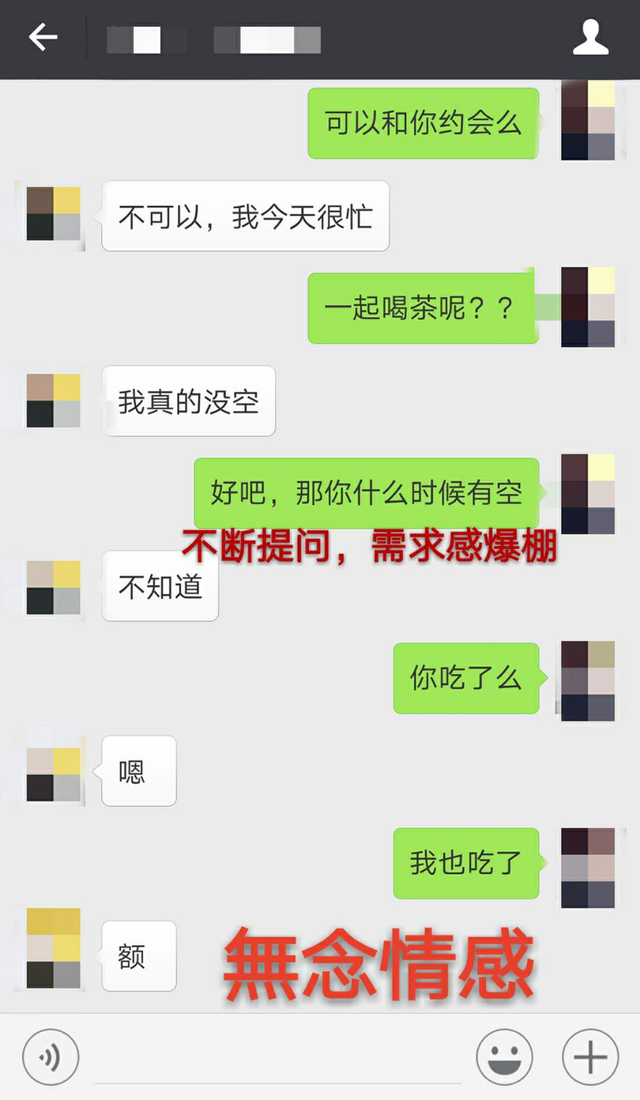 可以和你约会么
不可以，我今天很忙
一起喝茶呢？？
我真的没空
好吧，那你什么时候有空
不断提问，需求感爆棚
不知道
你吃了么
嗯
我也吃了
额
無念情感